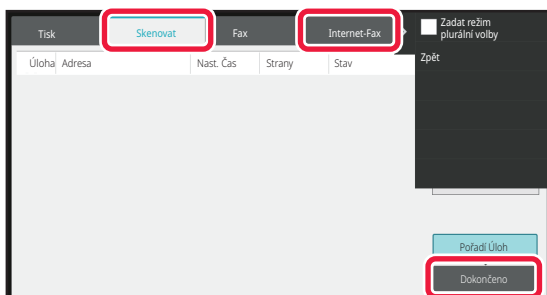 Tisk Skenovat Fax Internet-Fax
Zadat režim
plurální volby
Úloha Adresa Nast. Čas Strany Stav
Zpět
Pořadí Úloh
Dokončeno